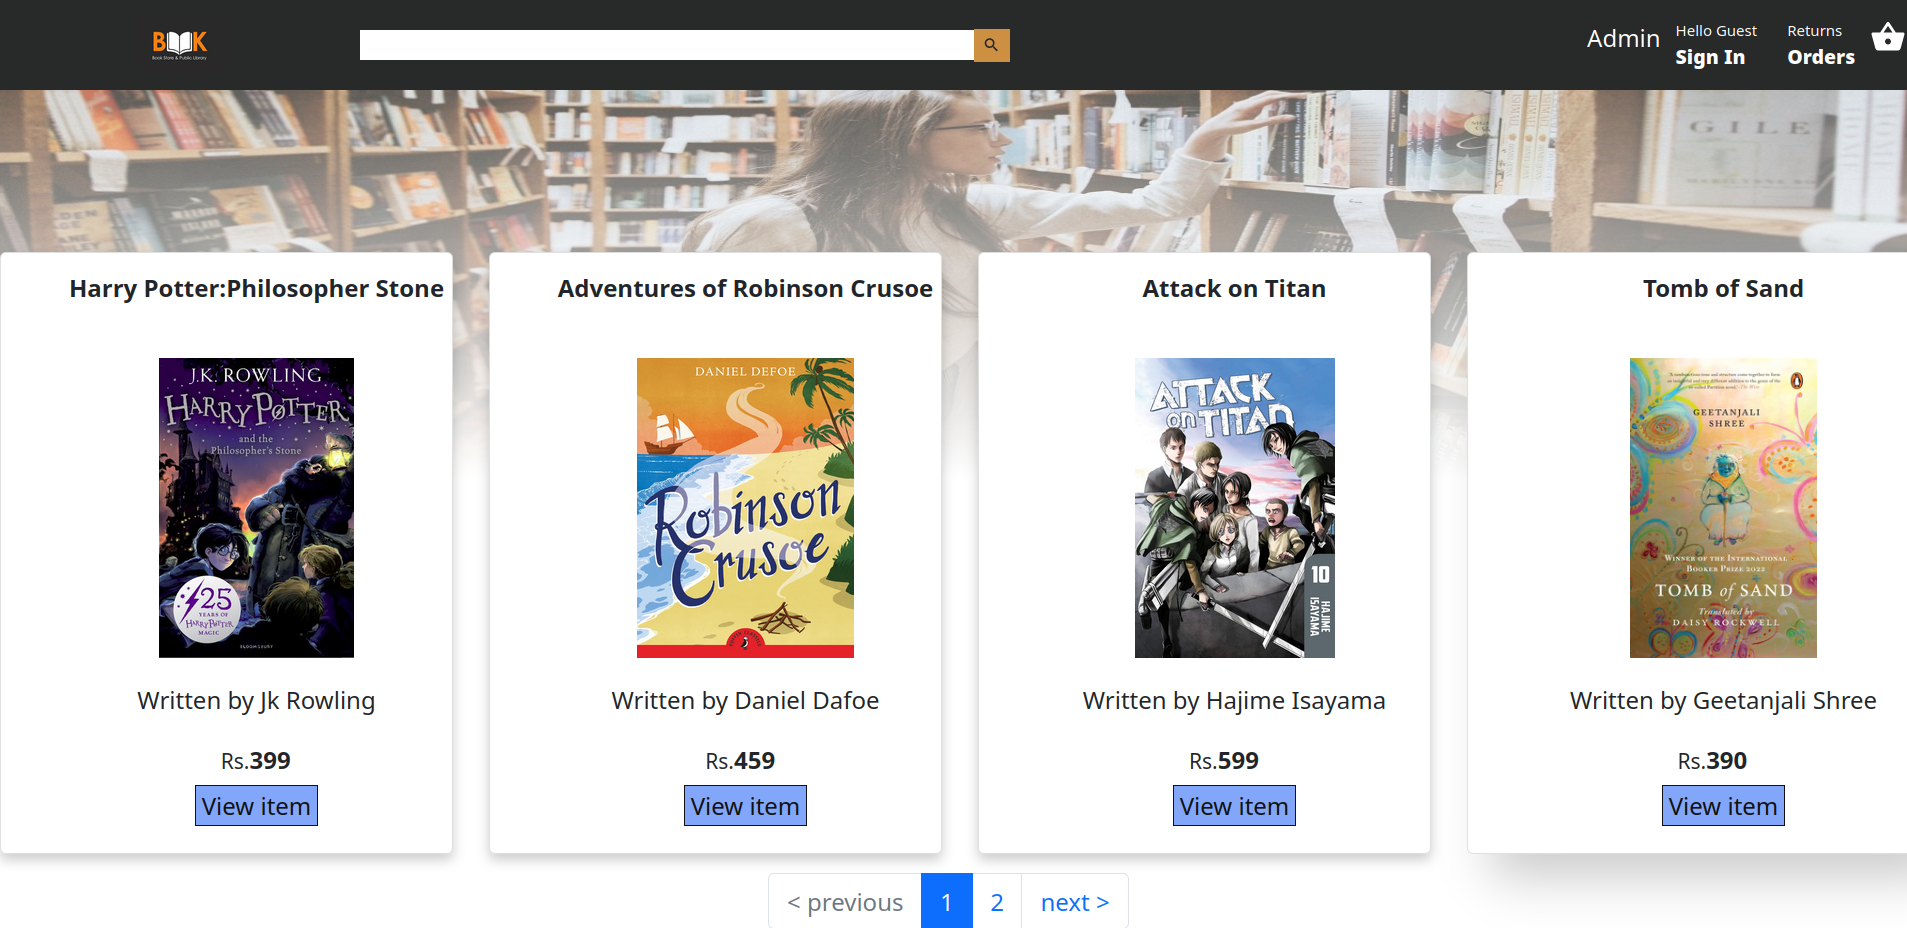 BOOK
Book Store & Public Library
Admin
Hello Guest
Sign In
Returns
Orders
GILE
Harry Potter:Philosopher Stone
J.K. ROWLING
HARRY POTTER
and the
Philosopher's Stone
25
YEARS OF
HARRY POTTER
MAGIC
BLOOMSBURY
Written by Jk Rowling
Rs.399
View item
Adventures of Robinson Crusoe
DANIEL DEFOE
Robinson
Crusoe
Written by Daniel Dafoe
Rs.459
View item
Attack on Titan
ATTACK
on TITAN
10
HAJIME
ISAYAMA
Written by Hajime Isayama
Rs.599
View item
Tomb of Sand
GEETANJALI
SHREE
WINNER OF THE INTERNATIONAL
BOOKER PRIZE 2022
TOMB of SAND
Translated by
DAISY ROCKWELL
Written by Geetanjali Shree
Rs.390
View item
< previous
1
2
next >